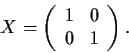 X = ( 1 0
0 1 ).